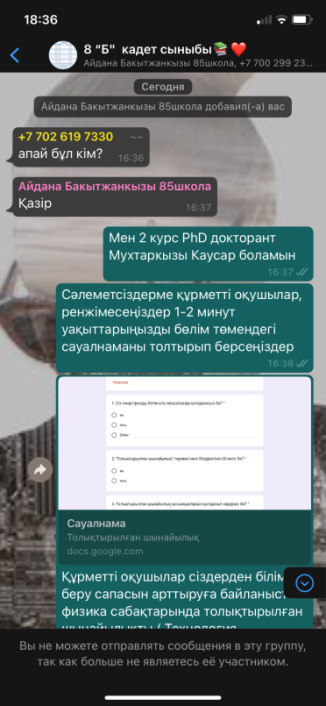 18:36
8 "Б" кадет сыныбы📚❤️
Айдана Бакытжанкызы 85школа, +7 700 299 23...
Сегодня
Айдана Бакытжанкызы 85школа добавил(-а) вас
+7 702 619 7330 ~~
апай бұл кім? 16:36
Айдана Бакытжанкызы 85школа
Қазір 16:37
Мен 2 курс PhD докторант
Мухтаркызы Каусар боламын
16:37
Сәлеметсіздерме құрметті оқушылар,
ренжімесеңіздер 1-2 минут
уақыттарыңызды бөлім төмендегі
сауалнаманы толтырып берсеңіздер
16:38
Сауалнама
Толықтырылған шынайылық
docs.google.com
Құрметті оқушылар сіздерден білім
беру сапасын арттыруға байланыс
физика сабақтарында толықтырылған
шынайылықты ( Технология
Вы не можете отправлять сообщения в эту группу,
так как больше не являетесь её участником.